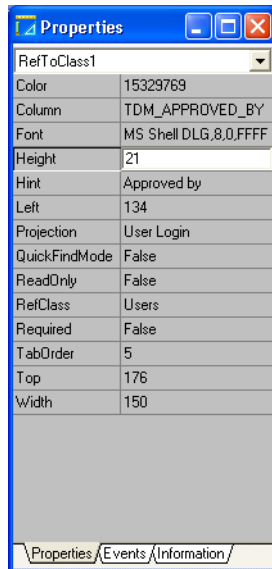 Properties
RefToClass1
Color 15329769
Column TDM_APPROVED_BY
Font MS Shell DLG,8,0,FFFF
Height 21
Hint Approved by
Left 134
Projection User Login
QuickFindMode False
ReadOnly False
RefClass Users
Required False
TabOrder 5
Top 176
Width 150
Properties Events Information